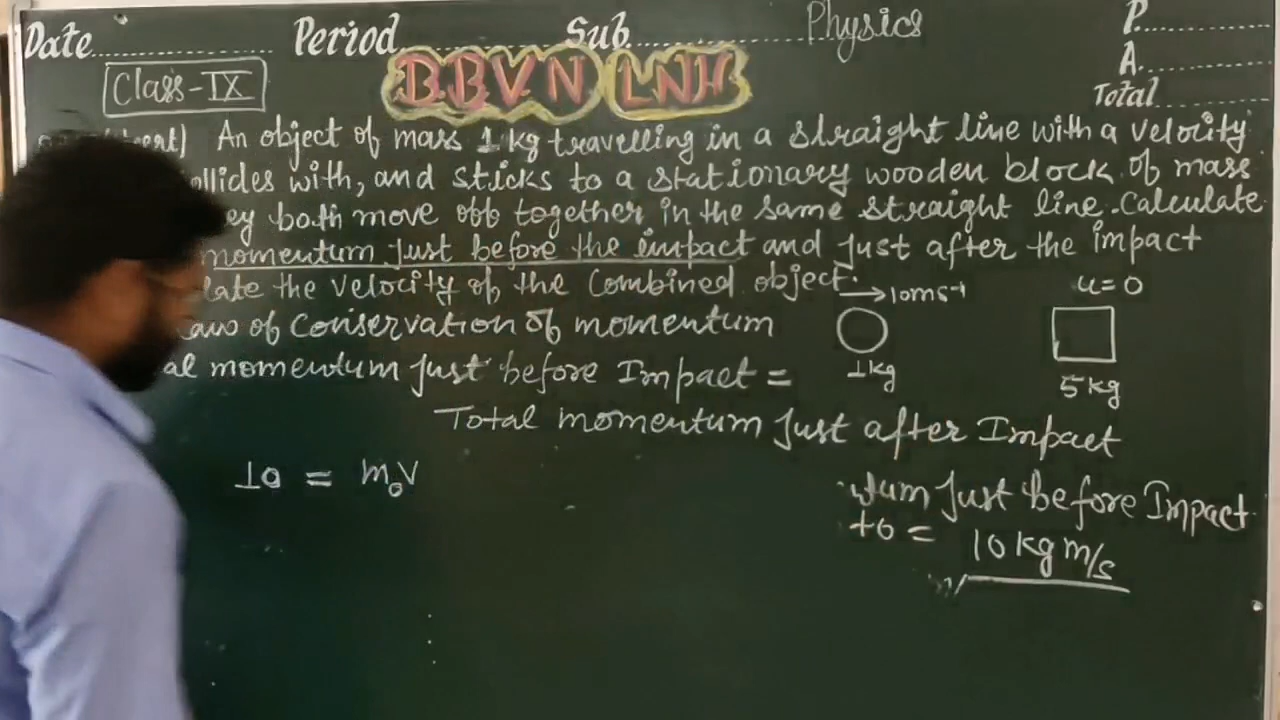 Date Period Sub Physics P.
A.
Total
Class-IX BBVN LNH
An object of mass 1 kg travelling in a straight line with a velocity
ollides with, and sticks to a stationary wooden block of mass
ey both move off together in the same straight line. Calculate
momentum just before the impact and just after the impact
late the velocity of the combined object.
→10ms⁻¹ u=0
Law of Conservation of momentum
1kg 5kg
al momentum just before Impact =
Total momentum just after Impact
10 = m₀V
tum just before Impact
to = 10 kg m/s